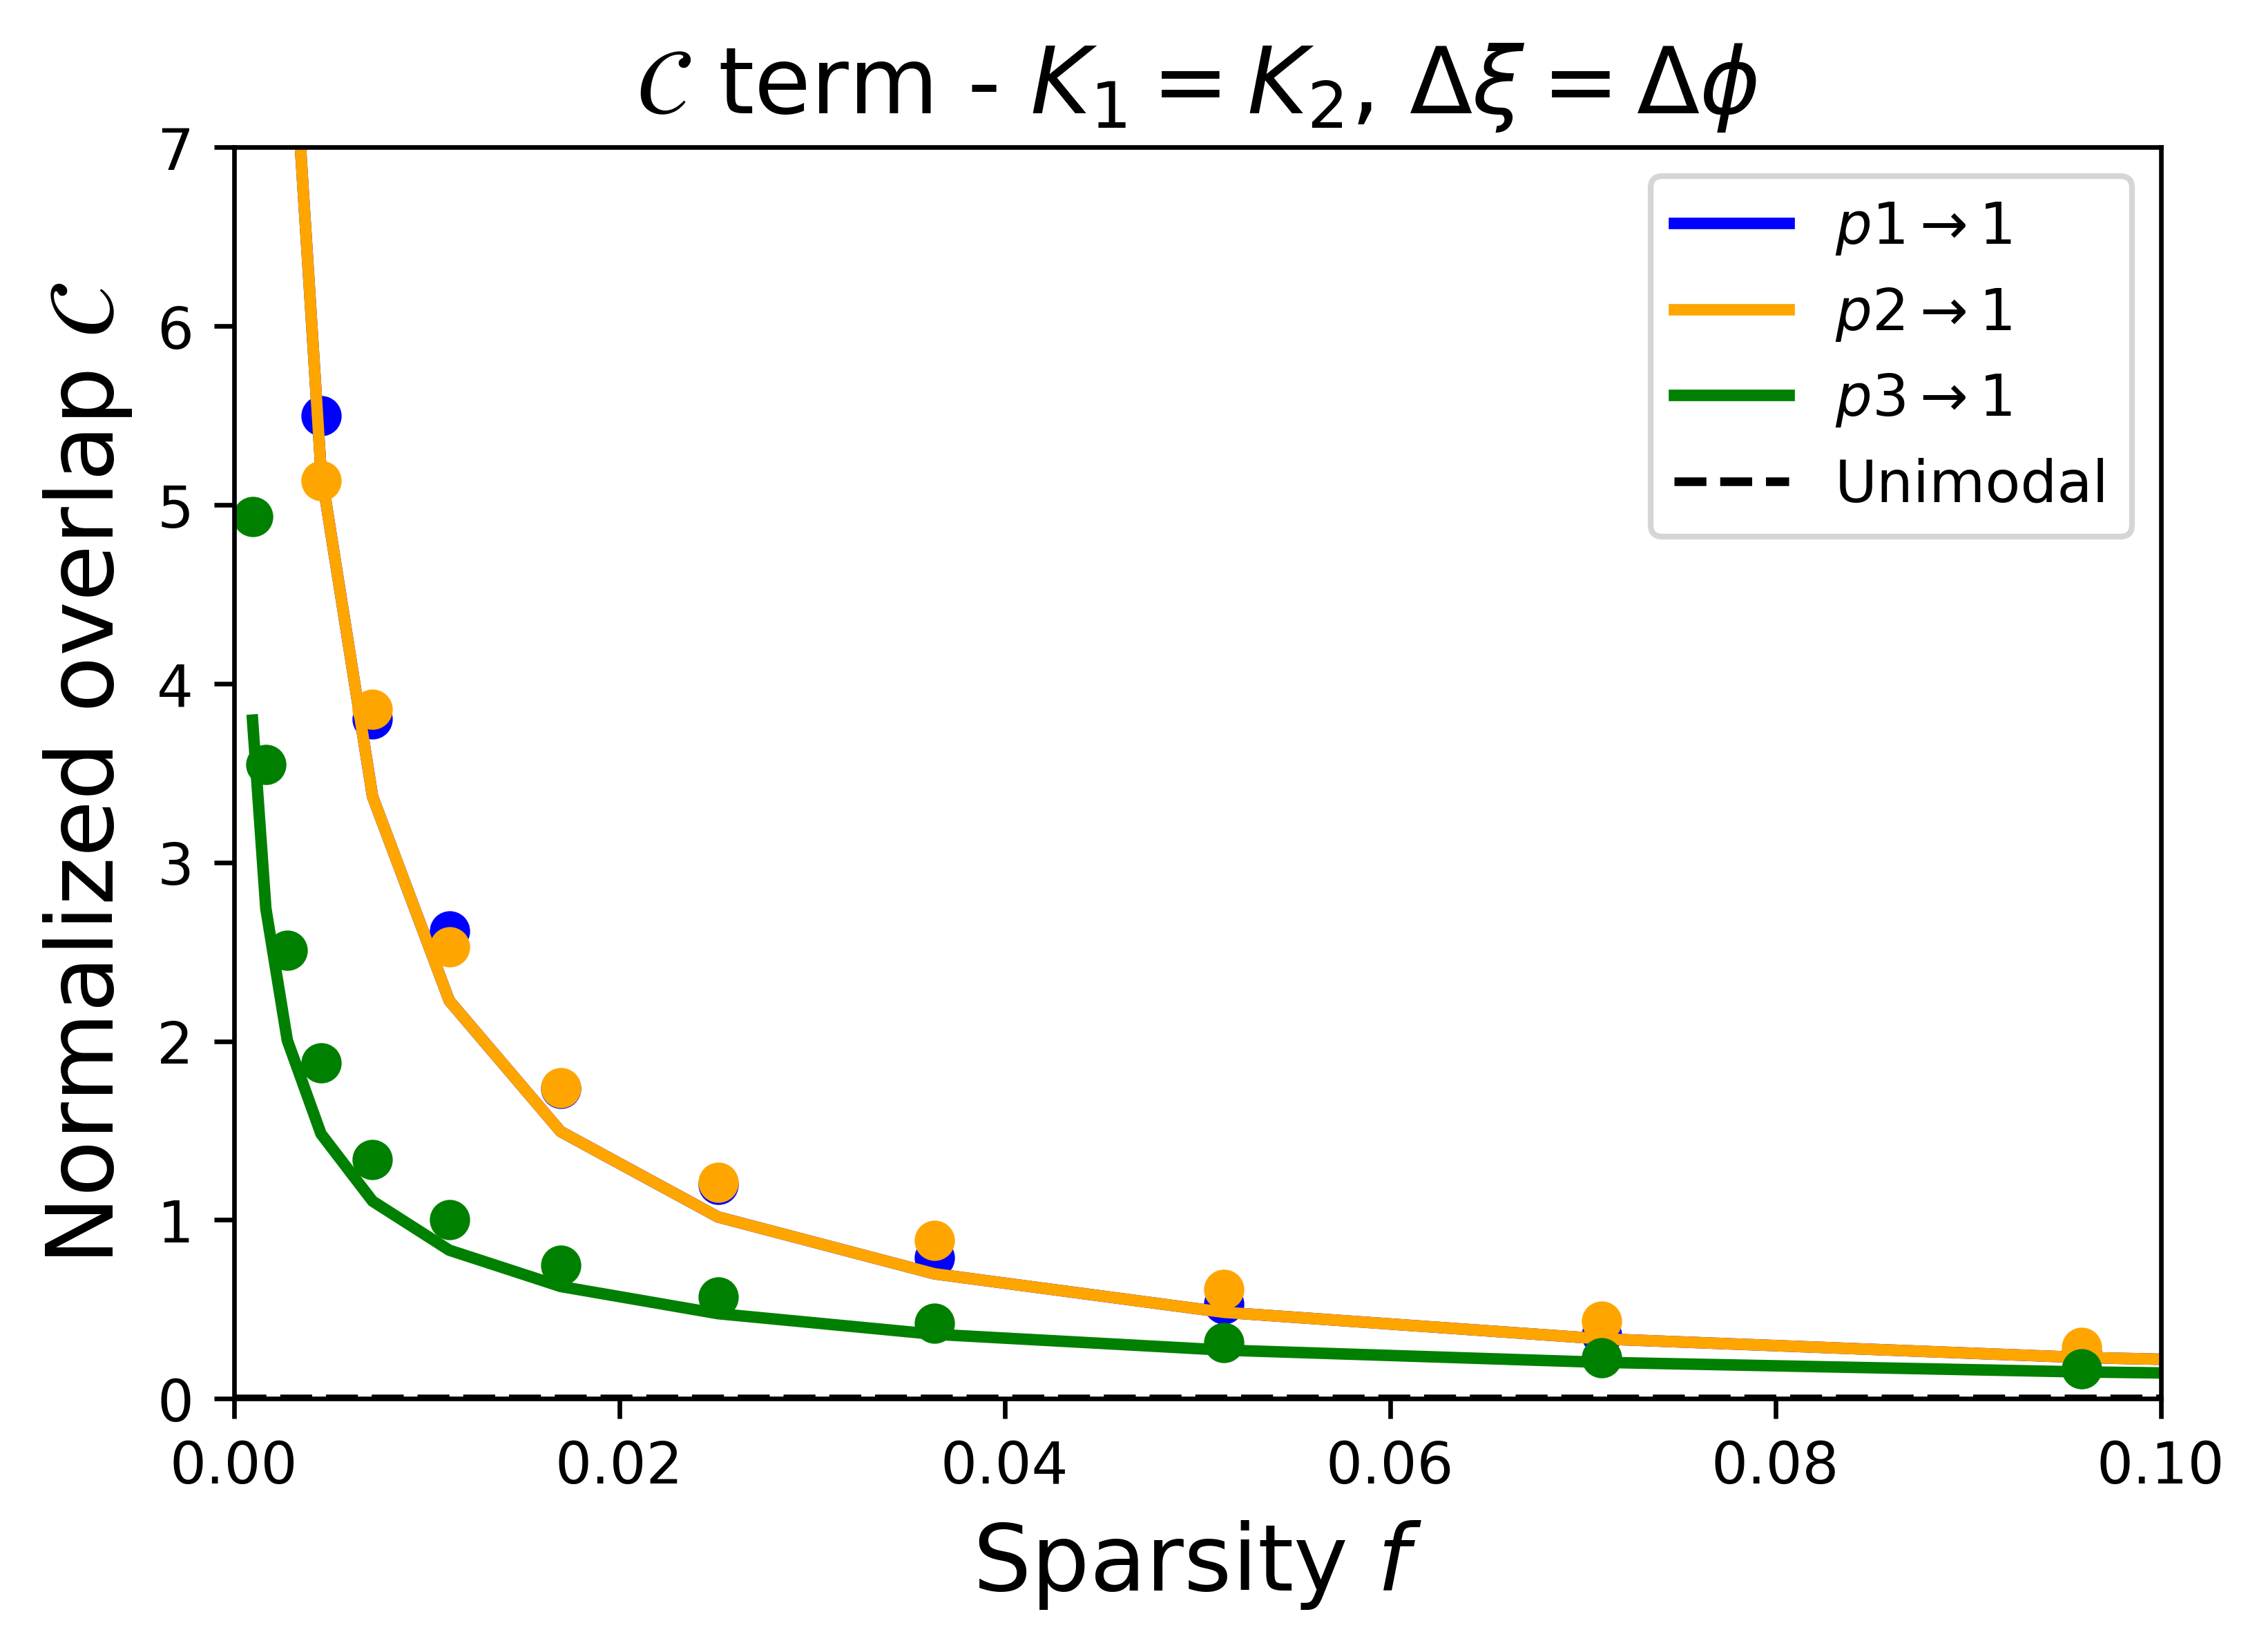 𝒞 term - K₁ = K₂, Δξ = Δϕ
Normalized overlap 𝒞
7
6
5
4
3
2
1
0
p1 → 1
p2 → 1
p3 → 1
Unimodal
0.00 0.02 0.04 0.06 0.08 0.10
Sparsity f